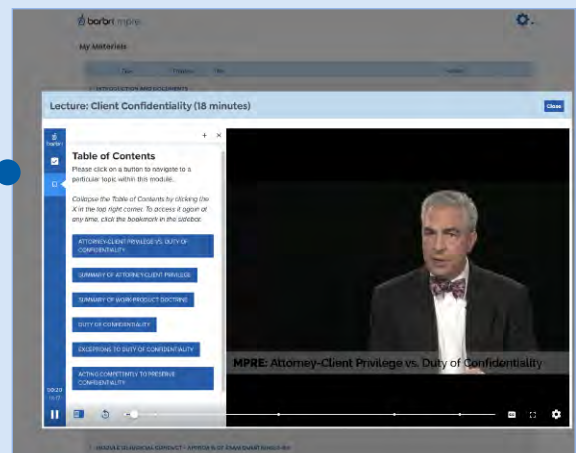 barbri mpre
My Materials
INTRODUCTION AND DOCUMENTS
Lecture: Client Confidentiality (18 minutes)
Close
barbri
+ ×
Table of Contents
Please click on a button to navigate to a
particular topic within this module.
Collapse the Table of Contents by clicking the
X in the top right corner. To access it again at
any time, click the bookmark in the sidebar.
ATTORNEY-CLIENT PRIVILEGE VS. DUTY OF
CONFIDENTIALITY
SUMMARY OF ATTORNEY-CLIENT PRIVILEGE
SUMMARY OF WORK PRODUCT DOCTRINE
DUTY OF CONFIDENTIALITY
EXCEPTIONS TO DUTY OF CONFIDENTIALITY
ACTING COMPETENTLY TO PRESERVE
CONFIDENTIALITY
MPRE: Attorney-Client Privilege vs. Duty of Confidentiality